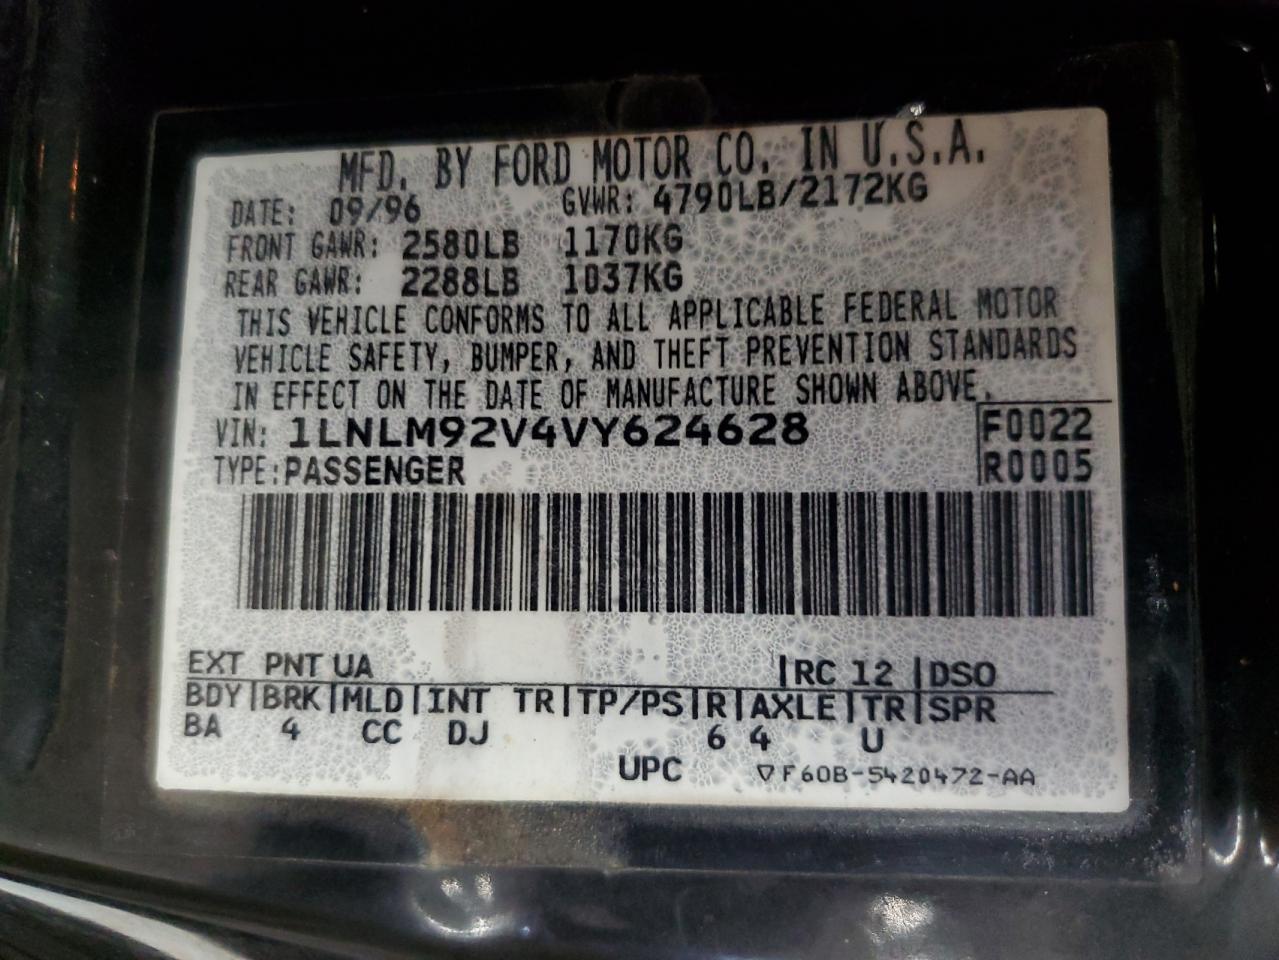 MFD. BY FORD MOTOR CO. IN U.S.A.
DATE: 09/96 GVWR: 4790LB/2172KG
FRONT GAWR: 2580LB 1170KG
REAR GAWR: 2288LB 1037KG
THIS VEHICLE CONFORMS TO ALL APPLICABLE FEDERAL MOTOR
VEHICLE SAFETY, BUMPER, AND THEFT PREVENTION STANDARDS
IN EFFECT ON THE DATE OF MANUFACTURE SHOWN ABOVE.
VIN: 1LNLM92V4VY624628 F0022
TYPE: PASSENGER R0005
EXT PNT UA |RC 12 |DSO
BDY|BRK|MLD|INT TR|TP/PS|R|AXLE|TR|SPR
BA 4 CC DJ 6 4 U
UPC ▽F60B-5420472-AA